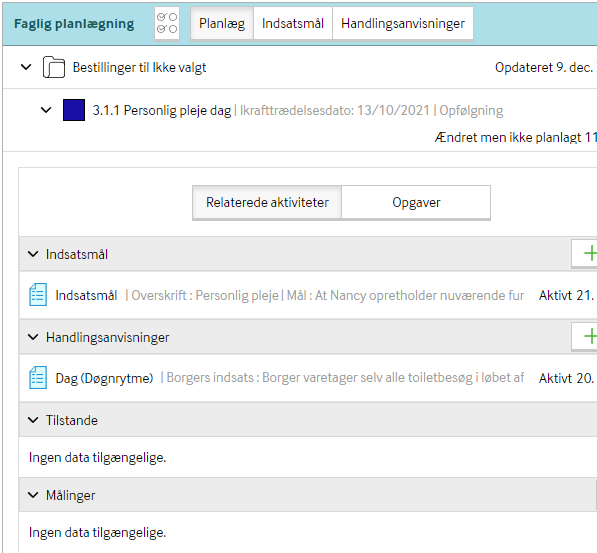 Faglig planlægning Planlæg Indsatsmål Handlingsanvisninger
Bestillinger til Ikke valgt Opdateret 9. dec.
3.1.1 Personlig pleje dag | Ikrafttrædelsesdato: 13/10/2021 | Opfølgning
Ændret men ikke planlagt 11
Relaterede aktiviteter Opgaver
Indsatsmål
Indsatsmål | Overskrift : Personlig pleje | Mål : At Nancy opretholder nuværende fur Aktivt 21.
Handlingsanvisninger
Dag (Døgnrytme) | Borgers indsats : Borger varetager selv alle toiletbesøg i løbet af Aktivt 20.
Tilstande
Ingen data tilgængelige.
Målinger
Ingen data tilgængelige.